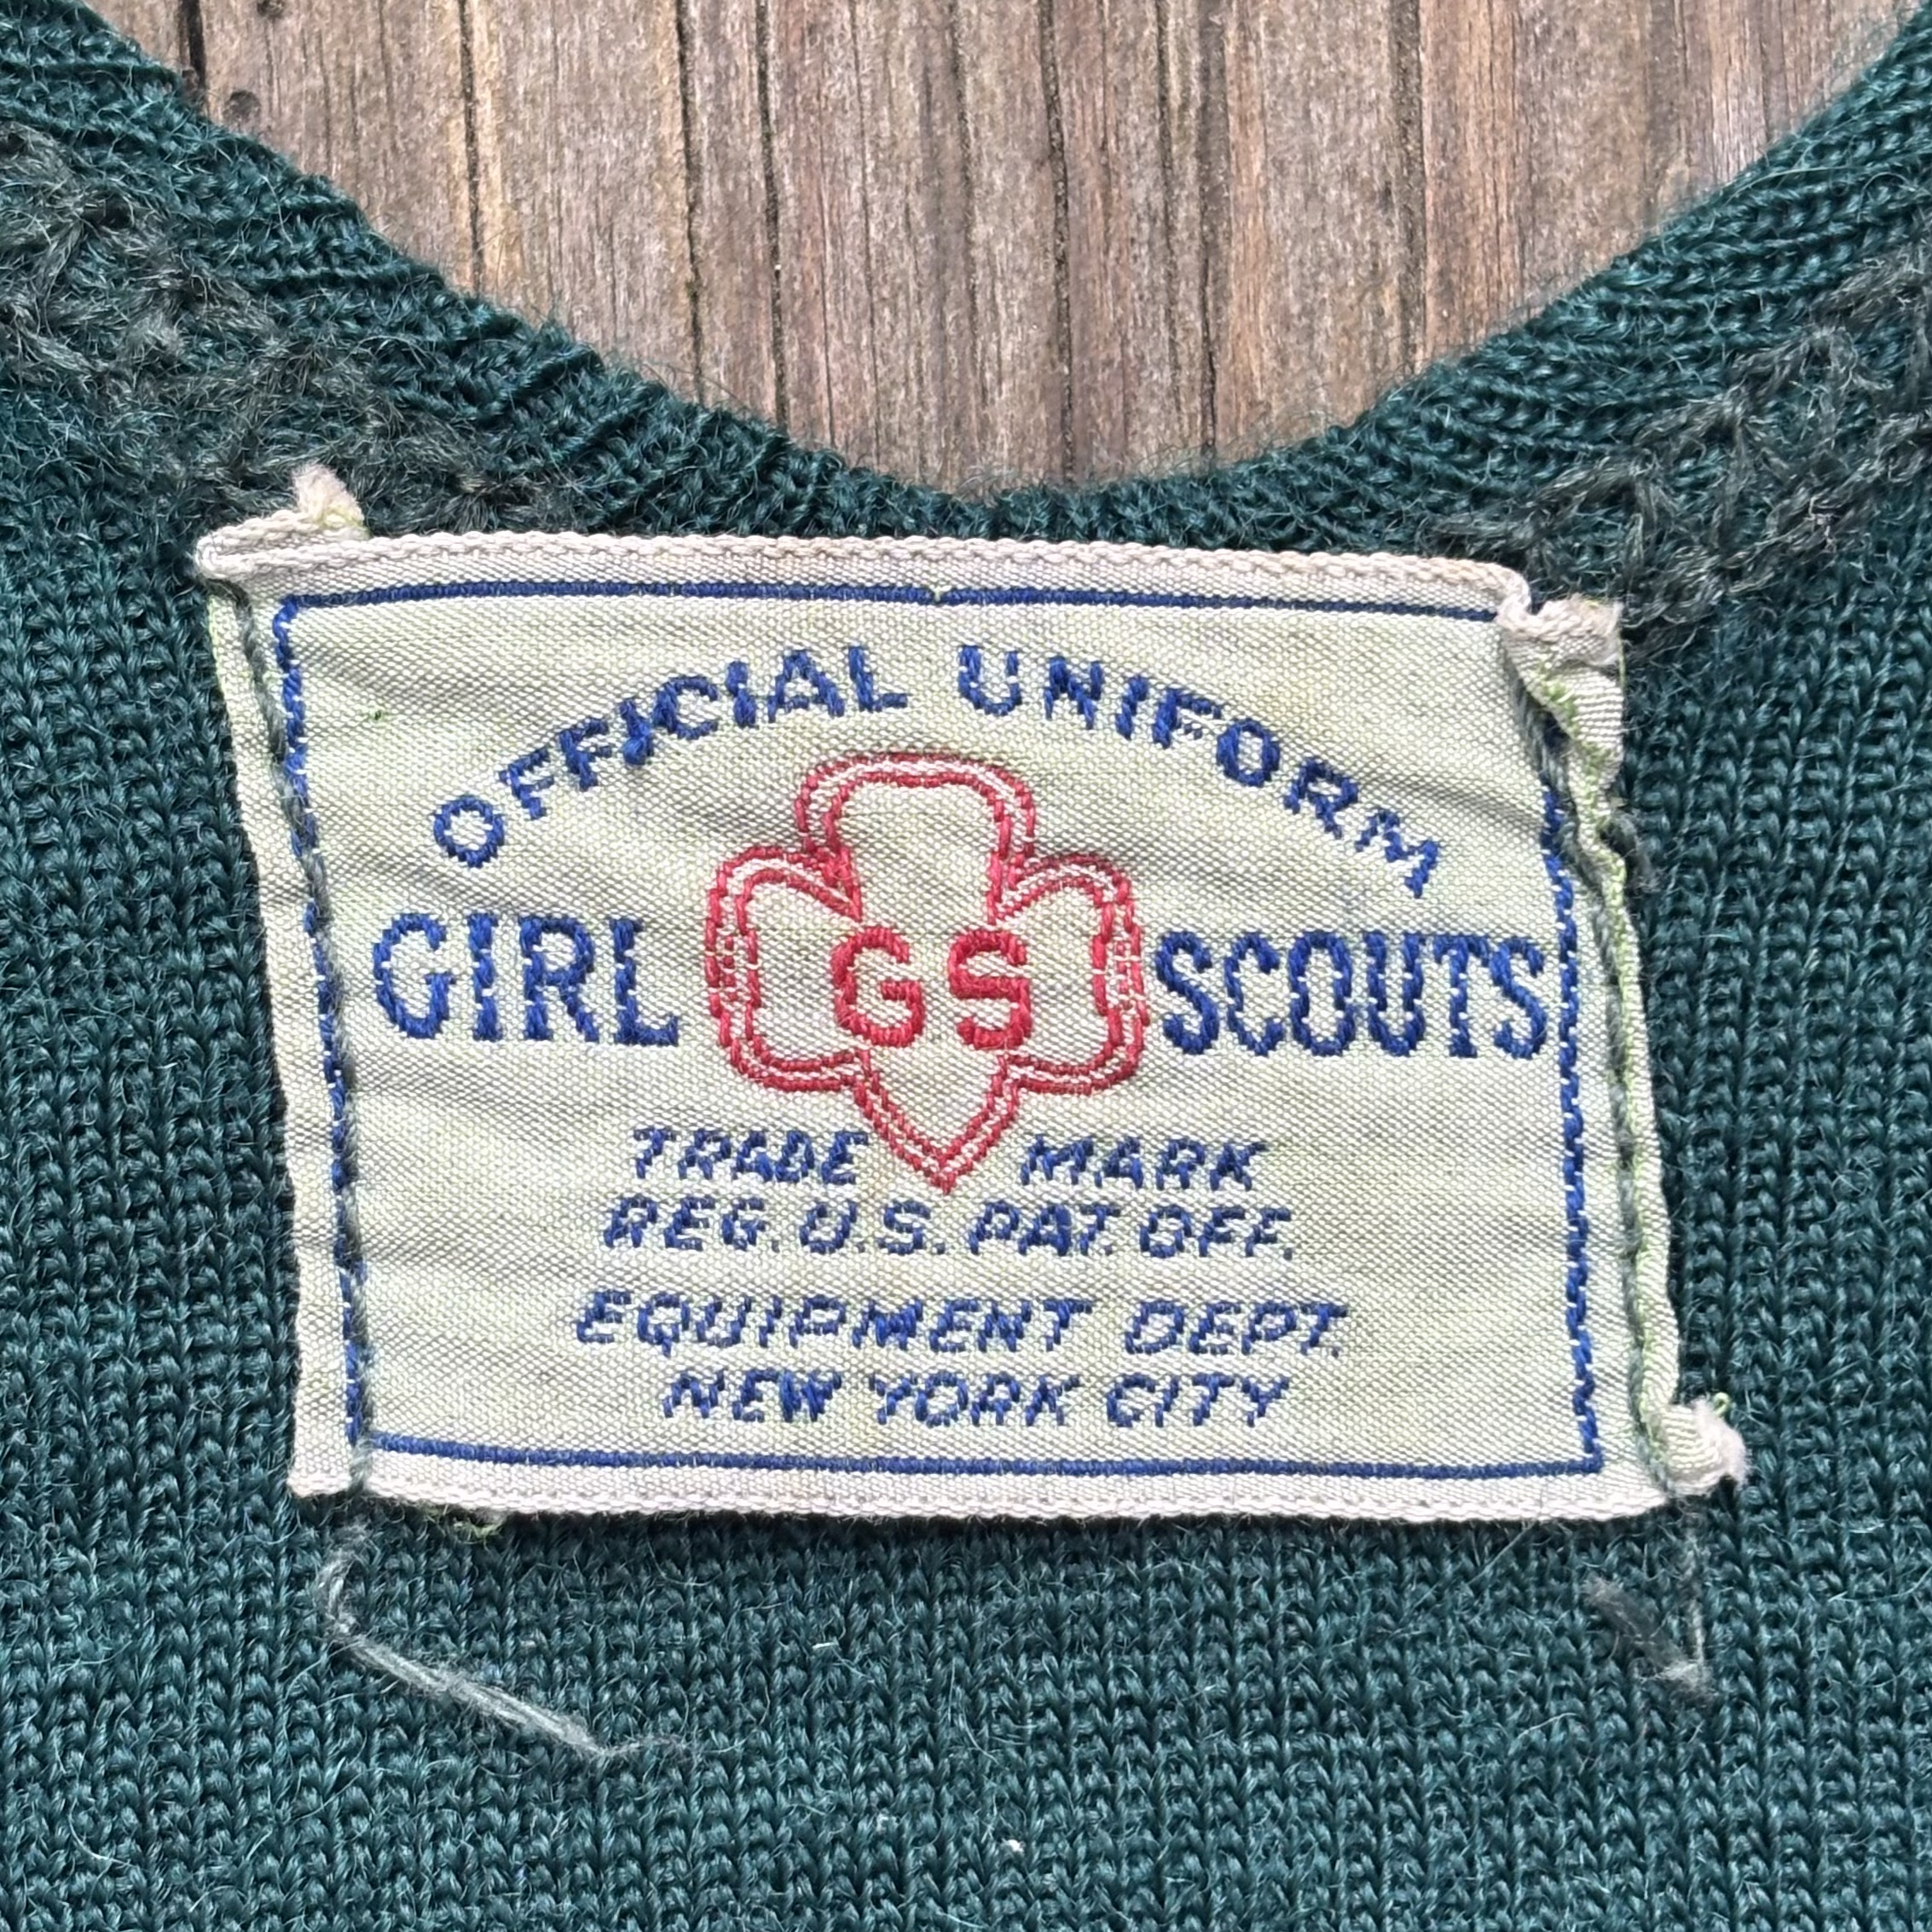 OFFICIAL UNIFORM
GIRL GS SCOUTS
TRADE MARK
REG. U.S. PAT. OFF.
EQUIPMENT DEPT.
NEW YORK CITY